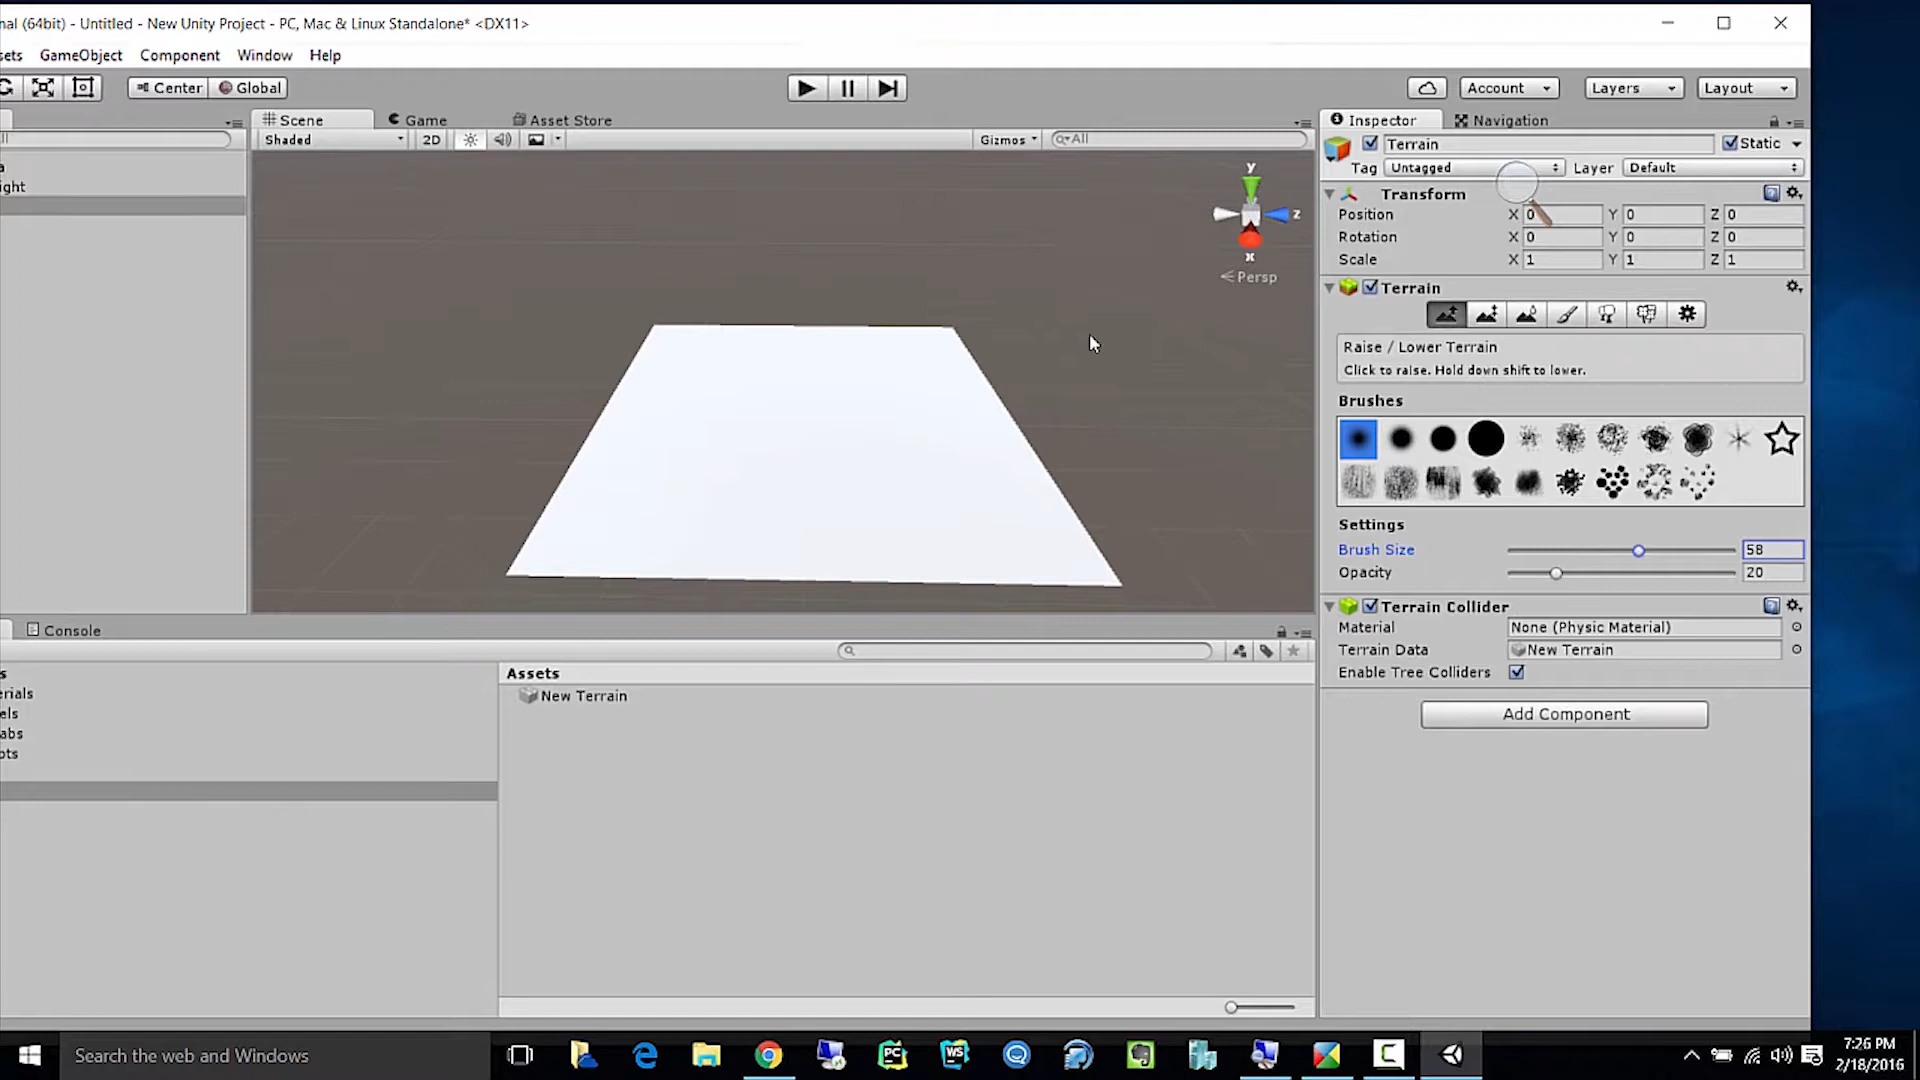 nal (64bit) - Untitled - New Unity Project - PC, Mac & Linux Standalone* <DX11>
sets GameObject Component Window Help
Center Global Account Layers Layout
Scene Game Asset Store Inspector Navigation
Shaded 2D Gizmos All
Terrain Static
Tag Untagged Layer Default
a
ight
y
z
x
Persp
Transform
Position X 0 Y 0 Z 0
Rotation X 0 Y 0 Z 0
Scale X 1 Y 1 Z 1
Terrain
Raise / Lower Terrain
Click to raise. Hold down shift to lower.
Brushes
Settings
Brush Size 58
Opacity 20
Terrain Collider
Material None (Physic Material)
Terrain Data New Terrain
Enable Tree Colliders
Add Component
Console
s
erials
els
abs
pts
Assets
New Terrain
Search the web and Windows
PC
WS
C
7:26 PM
2/18/2016